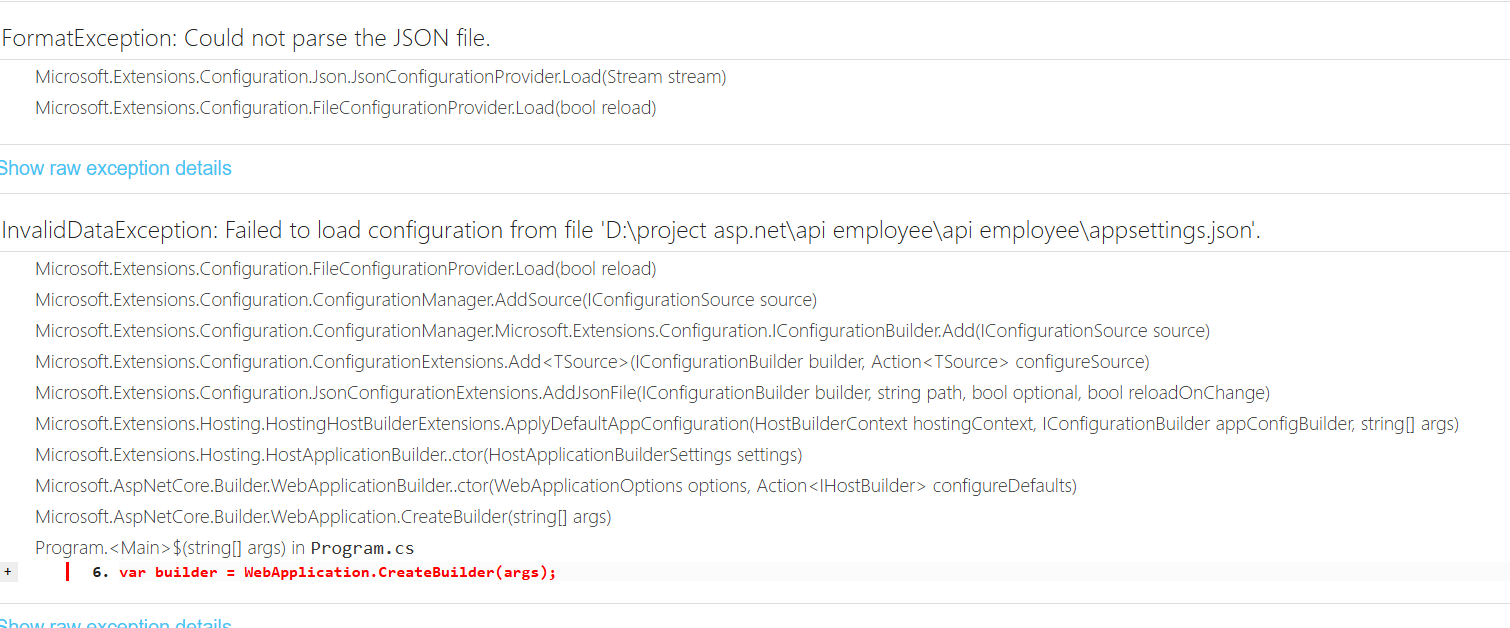 FormatException: Could not parse the JSON file.
Microsoft.Extensions.Configuration.Json.JsonConfigurationProvider.Load(Stream stream)
Microsoft.Extensions.Configuration.FileConfigurationProvider.Load(bool reload)
Show raw exception details
InvalidDataException: Failed to load configuration from file 'D:\project asp.net\api employee\api employee\appsettings.json'.
Microsoft.Extensions.Configuration.FileConfigurationProvider.Load(bool reload)
Microsoft.Extensions.Configuration.ConfigurationManager.AddSource(IConfigurationSource source)
Microsoft.Extensions.Configuration.ConfigurationManager.Microsoft.Extensions.Configuration.IConfigurationBuilder.Add(IConfigurationSource source)
Microsoft.Extensions.Configuration.ConfigurationExtensions.Add<TSource>(IConfigurationBuilder builder, Action<TSource> configureSource)
Microsoft.Extensions.Configuration.JsonConfigurationExtensions.AddJsonFile(IConfigurationBuilder builder, string path, bool optional, bool reloadOnChange)
Microsoft.Extensions.Hosting.HostingHostBuilderExtensions.ApplyDefaultAppConfiguration(HostBuilderContext hostingContext, IConfigurationBuilder appConfigBuilder, string[] args)
Microsoft.Extensions.Hosting.HostApplicationBuilder..ctor(HostApplicationBuilderSettings settings)
Microsoft.AspNetCore.Builder.WebApplicationBuilder..ctor(WebApplicationOptions options, Action<IHostBuilder> configureDefaults)
Microsoft.AspNetCore.Builder.WebApplication.CreateBuilder(string[] args)
Program.<Main>$(string[] args) in Program.cs
+ 6. var builder = WebApplication.CreateBuilder(args);
Show raw exception details